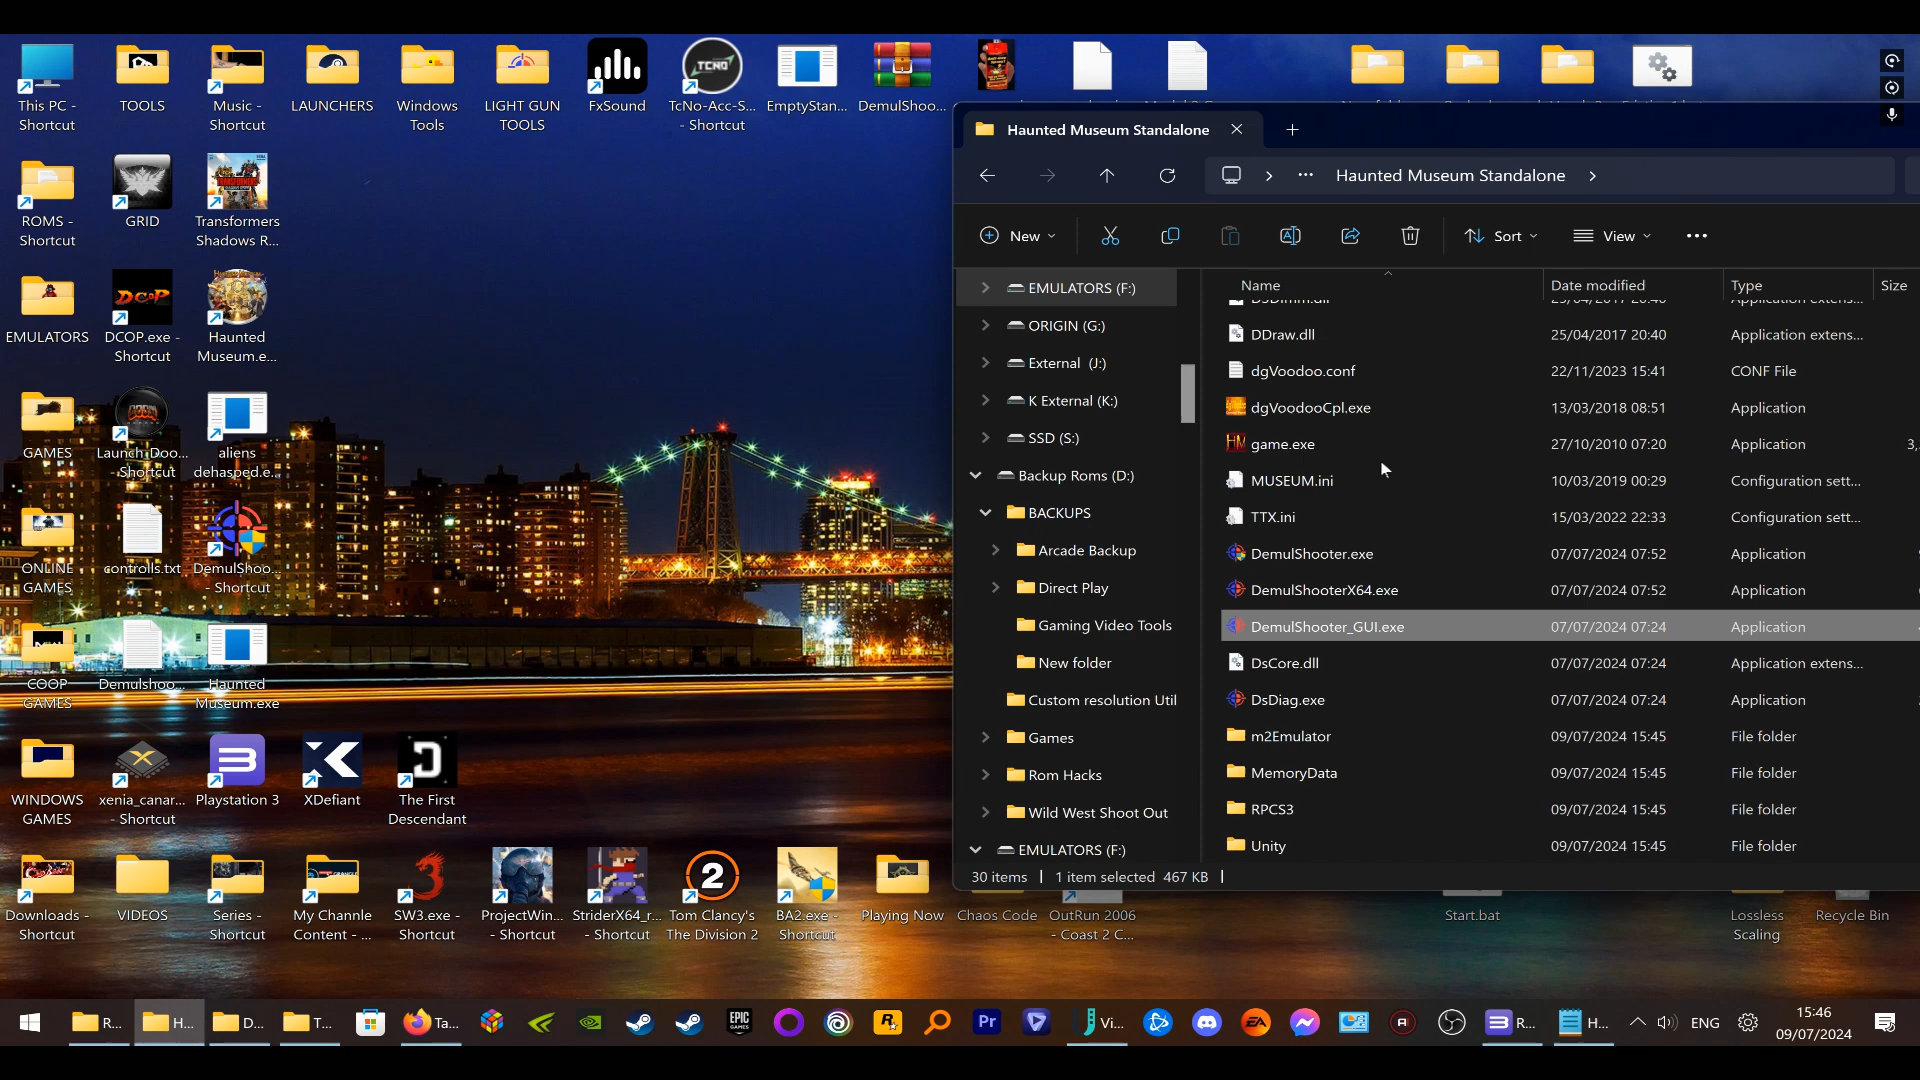 This PC -
Shortcut
TOOLS
Music -
Shortcut
LAUNCHERS
Windows
Tools
LIGHT GUN
TOOLS
FxSound
TcNo-Acc-S...
- Shortcut
EmptyStan...
DemulShoo...
ROMS -
Shortcut
GRID
Transformers
Shadows R...
EMULATORS
DCOP.exe -
Shortcut
Haunted
Museum.e...
GAMES
Launch_Doo...
- Shortcut
aliens
dehasped.e...
ONLINE
GAMES
controlls.txt
DemulShoo...
- Shortcut
COOP
GAMES
Demulshoo...
Haunted
Museum.exe
WINDOWS
GAMES
xenia_canar...
- Shortcut
Playstation 3
XDefiant
The First
Descendant
Downloads -
Shortcut
VIDEOS
Series -
Shortcut
My Channle
Content - ...
SW3.exe -
Shortcut
ProjectWin...
- Shortcut
StriderX64_r...
- Shortcut
Tom Clancy's
The Division 2
BA2.exe -
Shortcut
Playing Now
Chaos Code
OutRun 2006
- Coast 2 C...
Start.bat
Lossless
Scaling
Recycle Bin
Haunted Museum Standalone
Haunted Museum Standalone
New
Sort
View
EMULATORS (F:)
ORIGIN (G:)
External (J:)
K External (K:)
SSD (S:)
Backup Roms (D:)
BACKUPS
Arcade Backup
Direct Play
Gaming Video Tools
New folder
Custom resolution Util
Games
Rom Hacks
Wild West Shoot Out
EMULATORS (F:)
Name Date modified Type Size
DDraw.dll 25/04/2017 20:40 Application extens...
dgVoodoo.conf 22/11/2023 15:41 CONF File
dgVoodooCpl.exe 13/03/2018 08:51 Application
game.exe 27/10/2010 07:20 Application 3,
MUSEUM.ini 10/03/2019 00:29 Configuration sett...
TTX.ini 15/03/2022 22:33 Configuration sett...
DemulShooter.exe 07/07/2024 07:52 Application
DemulShooterX64.exe 07/07/2024 07:52 Application
DemulShooter_GUI.exe 07/07/2024 07:24 Application
DsCore.dll 07/07/2024 07:24 Application extens...
DsDiag.exe 07/07/2024 07:24 Application
m2Emulator 09/07/2024 15:45 File folder
MemoryData 09/07/2024 15:45 File folder
RPCS3 09/07/2024 15:45 File folder
Unity 09/07/2024 15:45 File folder
30 items 1 item selected 467 KB
R... H... D... T... Ta... Vi... R... H... ENG
15:46
09/07/2024